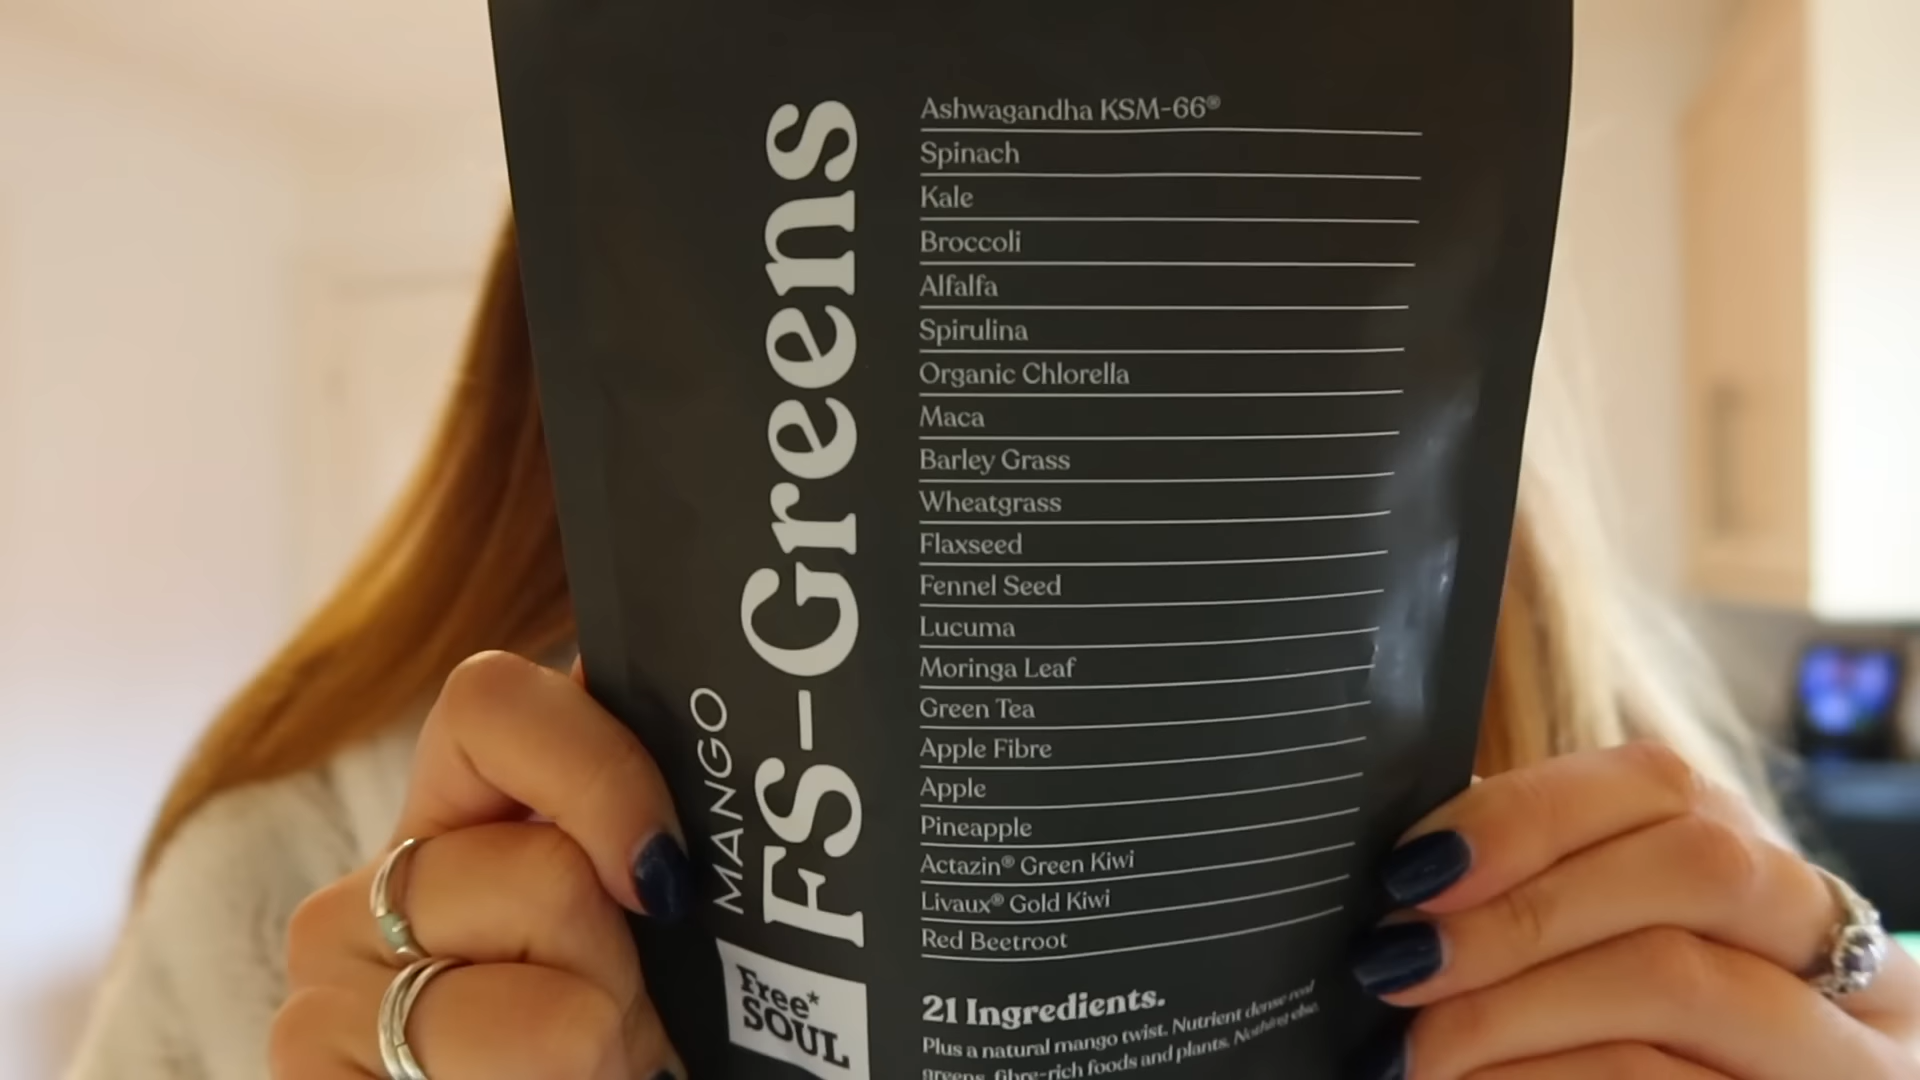 MANGO
FS-Greens
Free*
SOUL
Ashwagandha KSM-66®
Spinach
Kale
Broccoli
Alfalfa
Spirulina
Organic Chlorella
Maca
Barley Grass
Wheatgrass
Flaxseed
Fennel Seed
Lucuma
Moringa Leaf
Green Tea
Apple Fibre
Apple
Pineapple
Actazin® Green Kiwi
Livaux® Gold Kiwi
Red Beetroot
21 Ingredients.
Plus a natural mango twist. Nutrient dense real
greens, fibre-rich foods and plants. Nothing else.